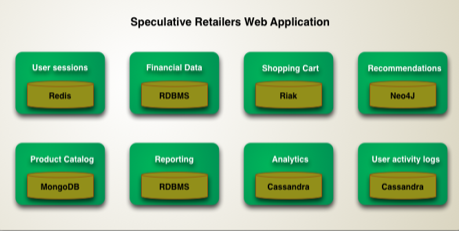 Speculative Retailers Web Application
User sessions
Redis
Financial Data
RDBMS
Shopping Cart
Riak
Recommendations
Neo4J
Product Catalog
MongoDB
Reporting
RDBMS
Analytics
Cassandra
User activity logs
Cassandra